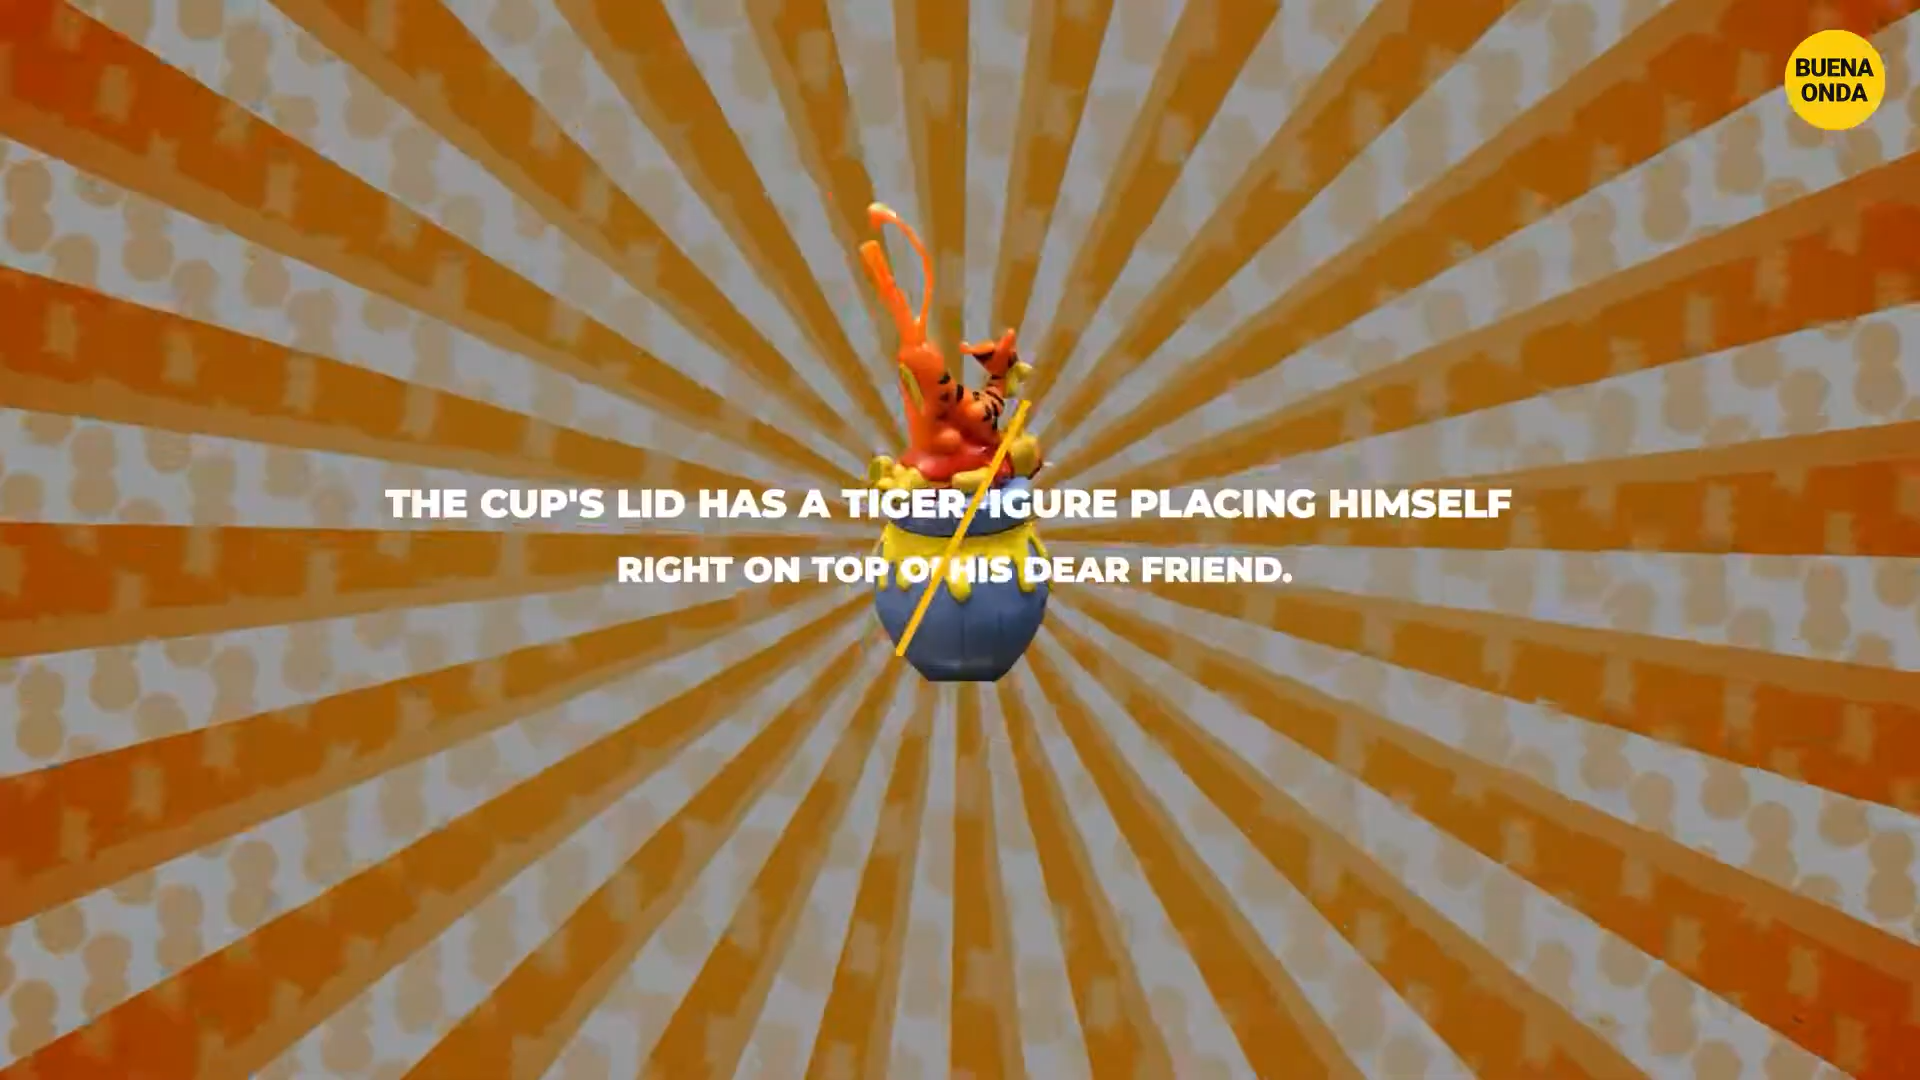 BUENA
ONDA
THE CUP'S LID HAS A TIGER FIGURE PLACING HIMSELF
RIGHT ON TOP OF HIS DEAR FRIEND.